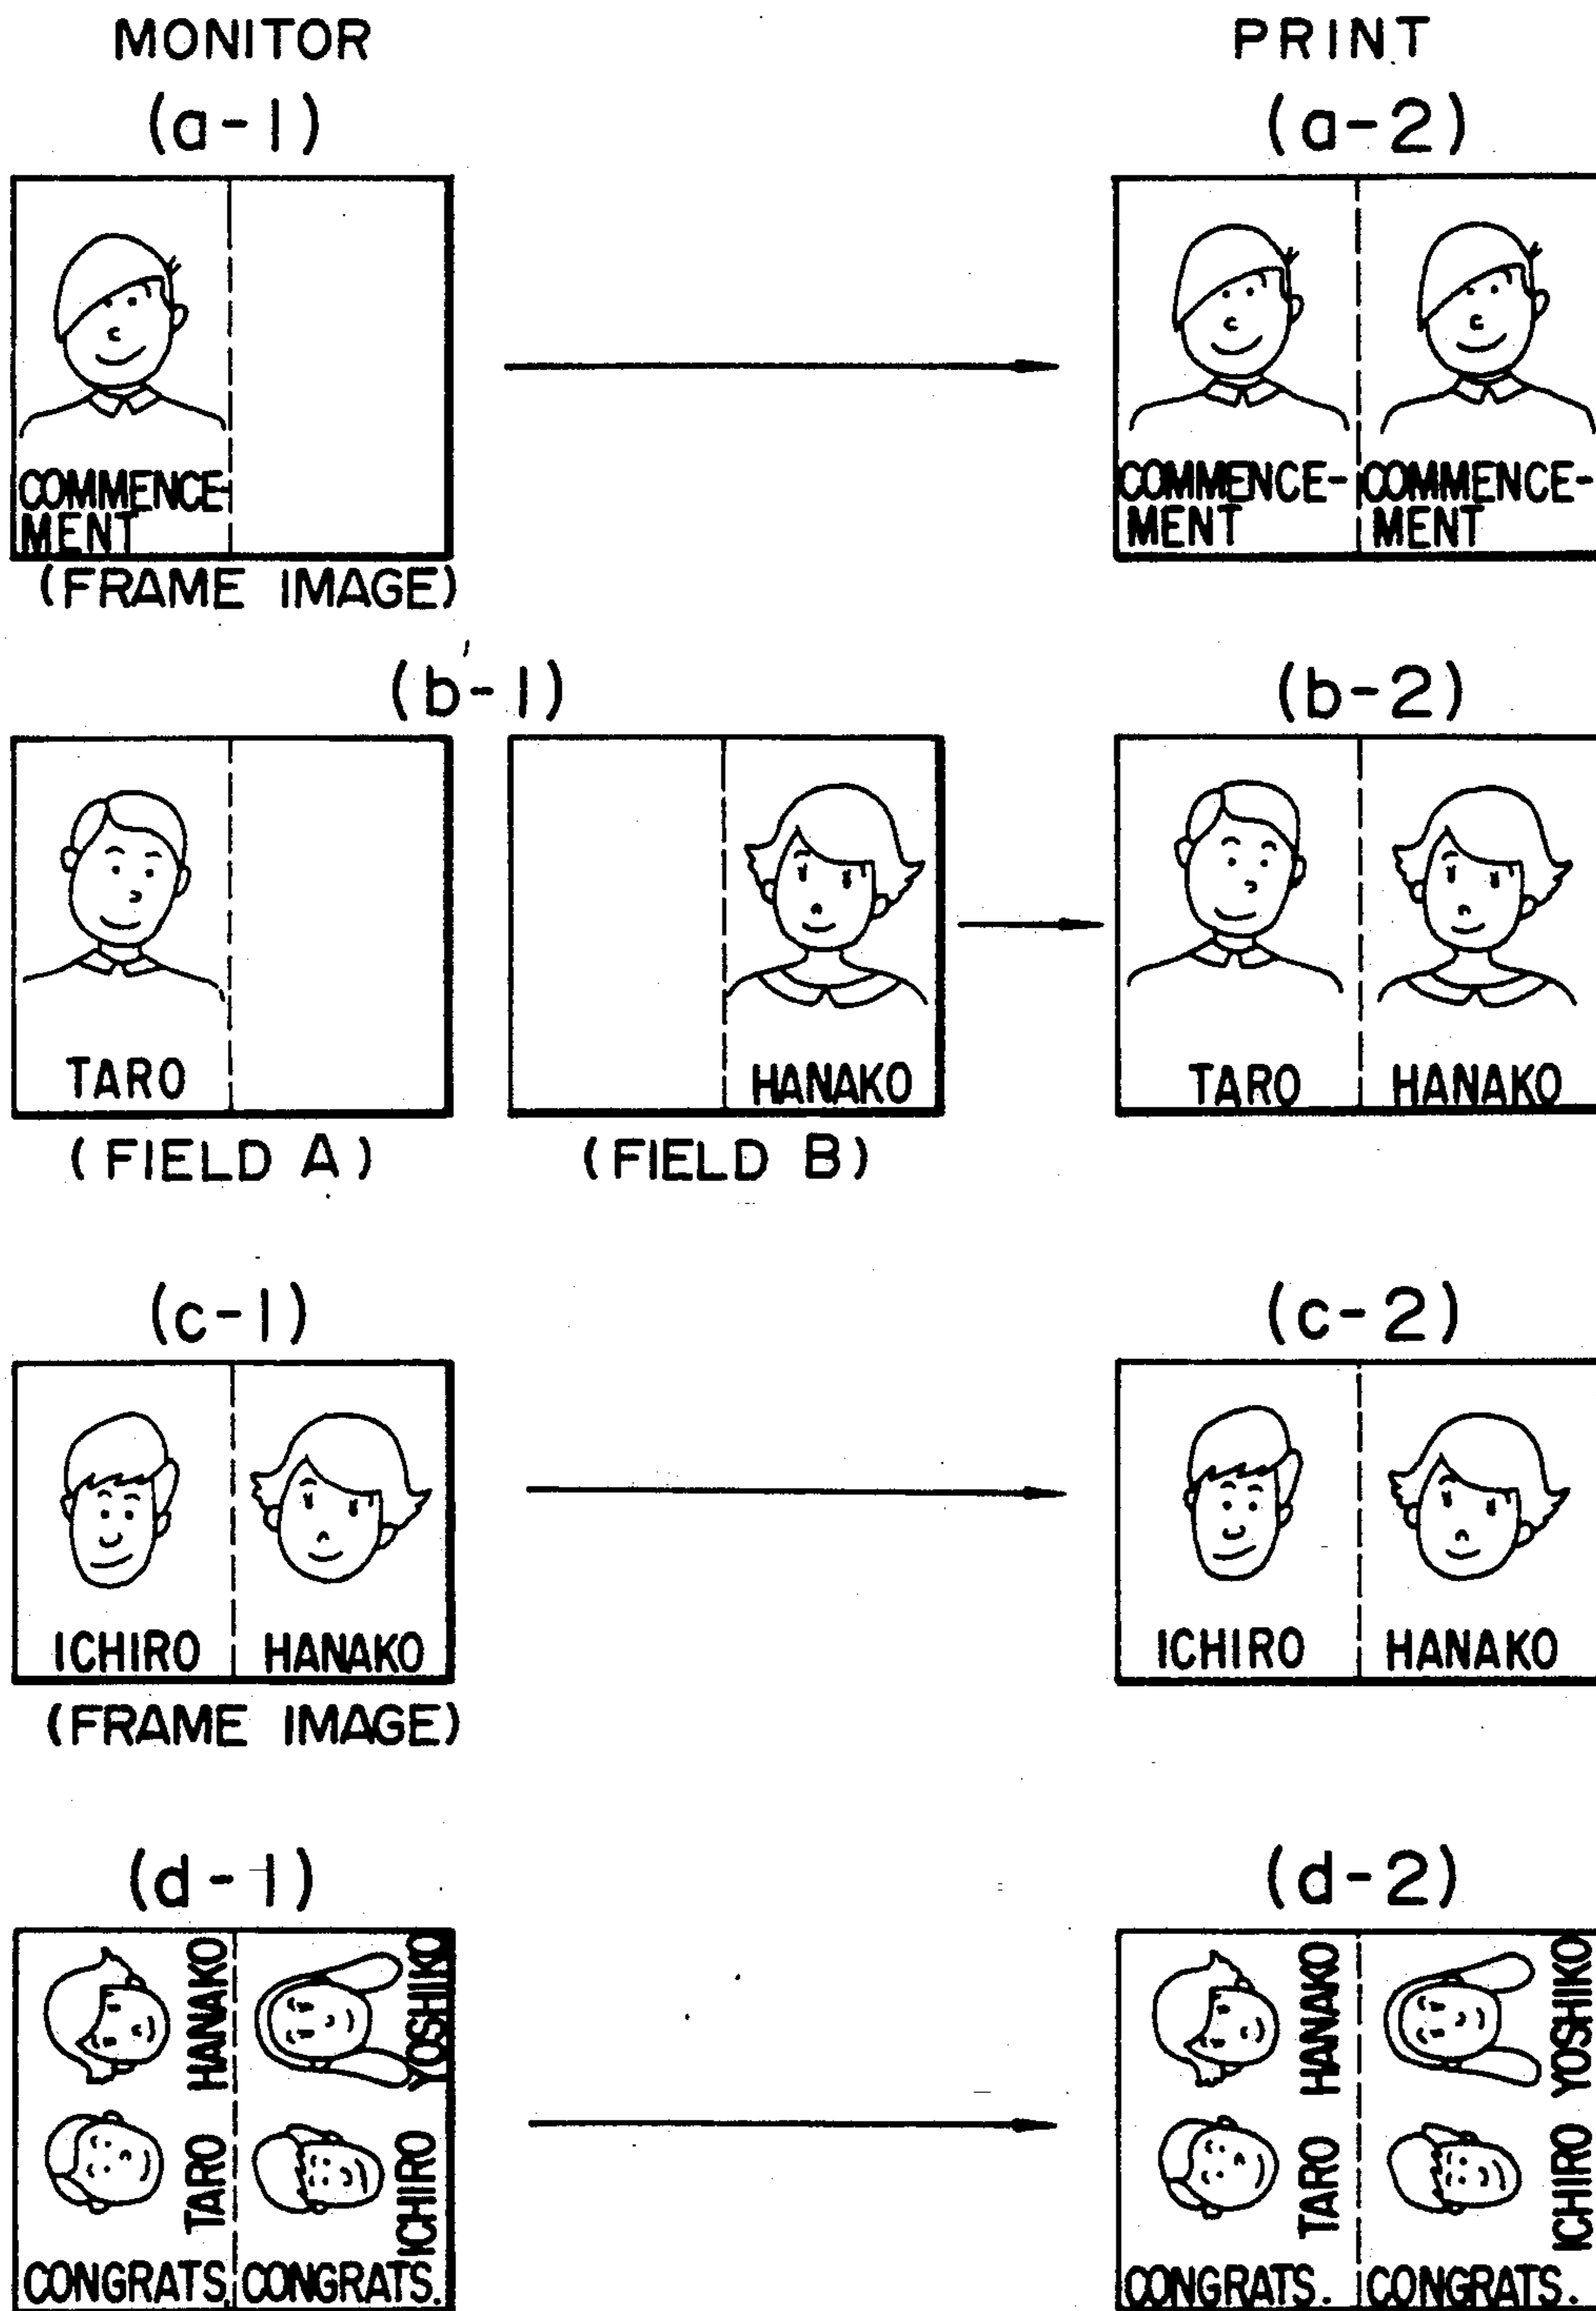 MONITOR PRINT
(a-1) (a-2)
COMMENCE-
MENT
COMMENCE-
MENT
COMMENCE-
MENT
(FRAME IMAGE)
(b-1) (b-2)
TARO
HANAKO
TARO
HANAKO
(FIELD A) (FIELD B)
(c-1) (c-2)
ICHIRO
HANAKO
ICHIRO
HANAKO
(FRAME IMAGE)
(d-1) (d-2)
HANAKO
YOSHIKO
TARO
ICHIRO
CONGRATS.
CONGRATS.
HANAKO
YOSHIKO
TARO
ICHIRO
CONGRATS.
CONGRATS.